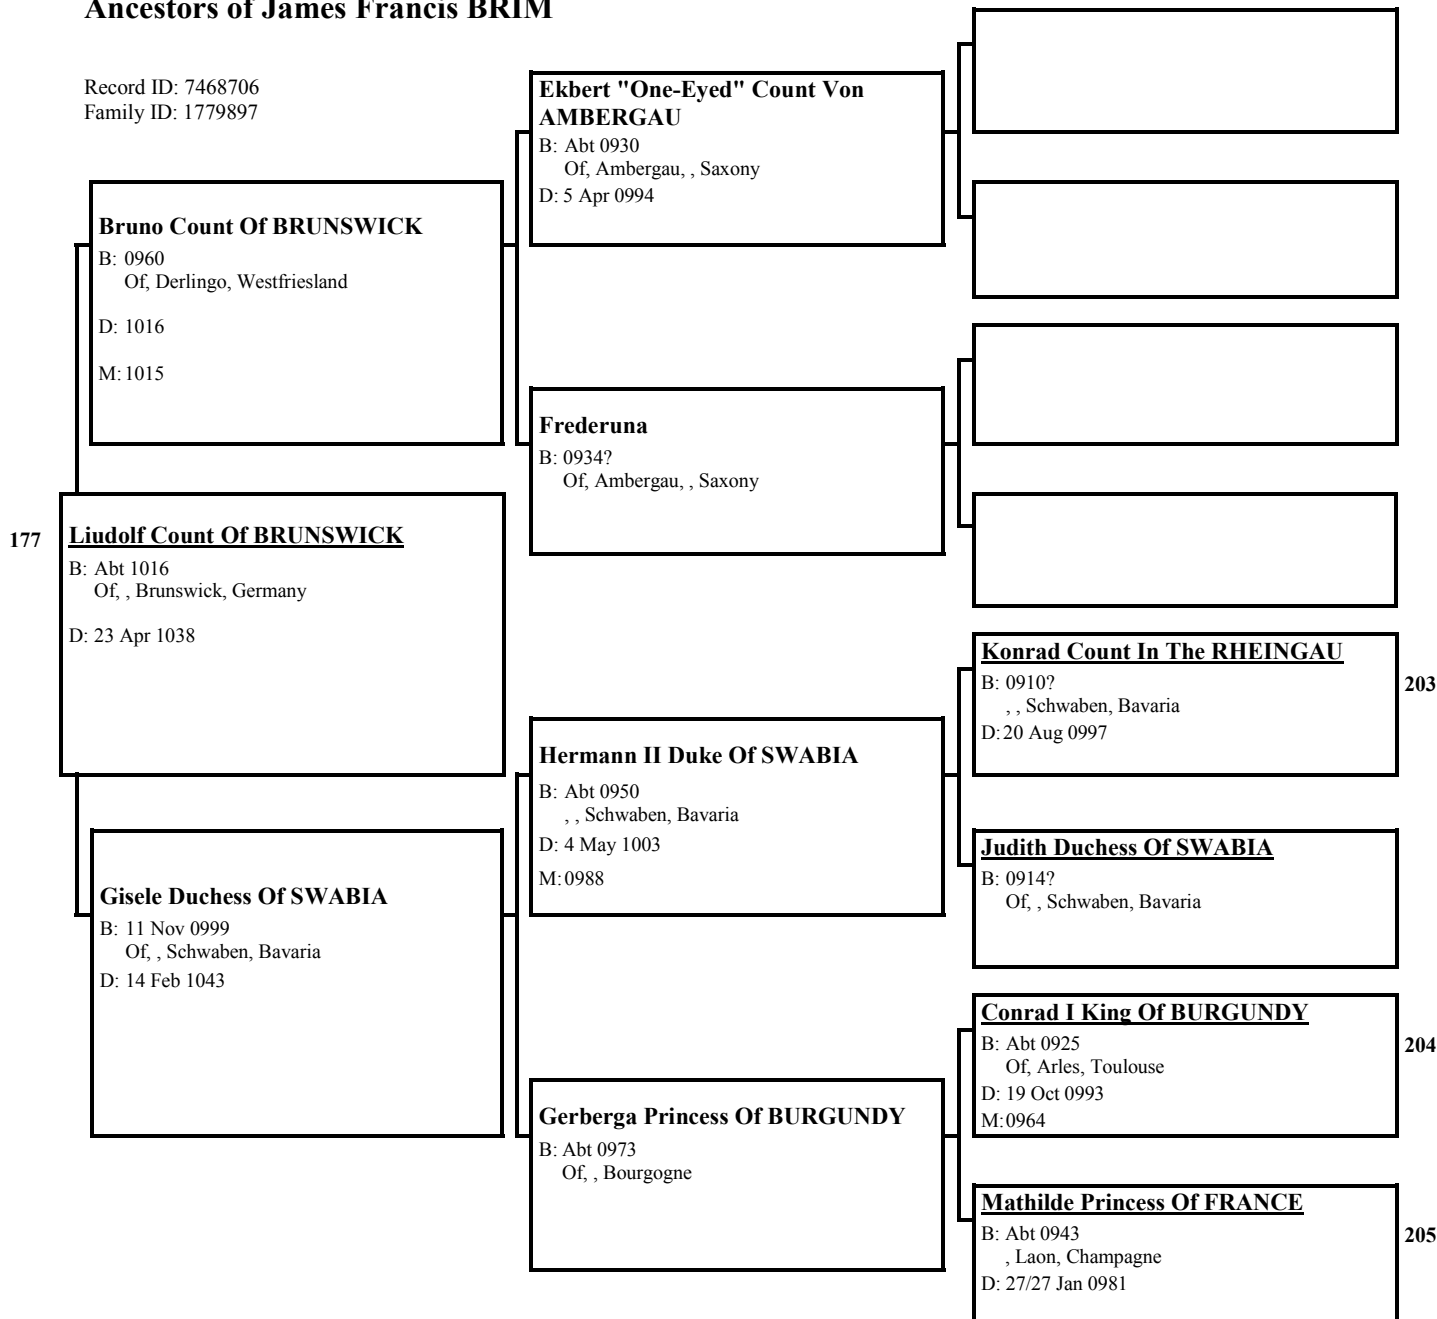 Ancestors of James Francis BRIM
Record ID: 7468706
Family ID: 1779897
Ekbert "One-Eyed" Count Von
AMBERGAU
B: Abt 0930
Of, Ambergau, , Saxony
D: 5 Apr 0994
Bruno Count Of BRUNSWICK
B: 0960
Of, Derlingo, Westfriesland
D: 1016
M: 1015
Frederuna
B: 0934?
Of, Ambergau, , Saxony
177
Liudolf Count Of BRUNSWICK
B: Abt 1016
Of, , Brunswick, Germany
D: 23 Apr 1038
Konrad Count In The RHEINGAU
B: 0910?
, , Schwaben, Bavaria
D: 20 Aug 0997
203
Hermann II Duke Of SWABIA
B: Abt 0950
, , Schwaben, Bavaria
D: 4 May 1003
M: 0988
Judith Duchess Of SWABIA
B: 0914?
Of, , Schwaben, Bavaria
Gisele Duchess Of SWABIA
B: 11 Nov 0999
Of, , Schwaben, Bavaria
D: 14 Feb 1043
Conrad I King Of BURGUNDY
B: Abt 0925
Of, Arles, Toulouse
D: 19 Oct 0993
M: 0964
204
Gerberga Princess Of BURGUNDY
B: Abt 0973
Of, , Bourgogne
Mathilde Princess Of FRANCE
B: Abt 0943
, Laon, Champagne
D: 27/27 Jan 0981
205